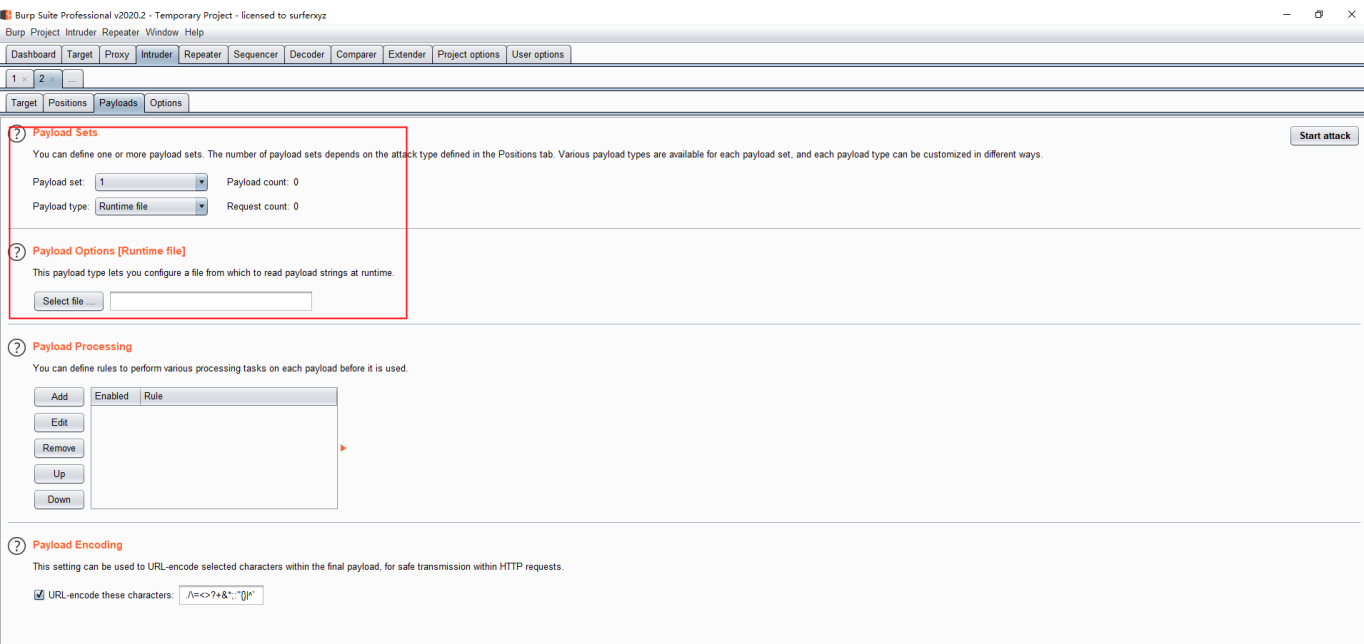 Burp Suite Professional v2020.2 - Temporary Project - licensed to surferxyz
Burp Project Intruder Repeater Window Help
Dashboard Target Proxy Intruder Repeater Sequencer Decoder Comparer Extender Project options User options
1 × 2 × ...
Target Positions Payloads Options
? Payload Sets
Start attack
You can define one or more payload sets. The number of payload sets depends on the attack type defined in the Positions tab. Various payload types are available for each payload set, and each payload type can be customized in different ways.
Payload set: 1 Payload count: 0
Payload type: Runtime file Request count: 0
? Payload Options [Runtime file]
This payload type lets you configure a file from which to read payload strings at runtime.
Select file ...
? Payload Processing
You can define rules to perform various processing tasks on each payload before it is used.
Add Enabled Rule
Edit
Remove
Up
Down
? Payload Encoding
This setting can be used to URL-encode selected characters within the final payload, for safe transmission within HTTP requests.
URL-encode these characters: ./\=<>?+&*;:"{}|^`